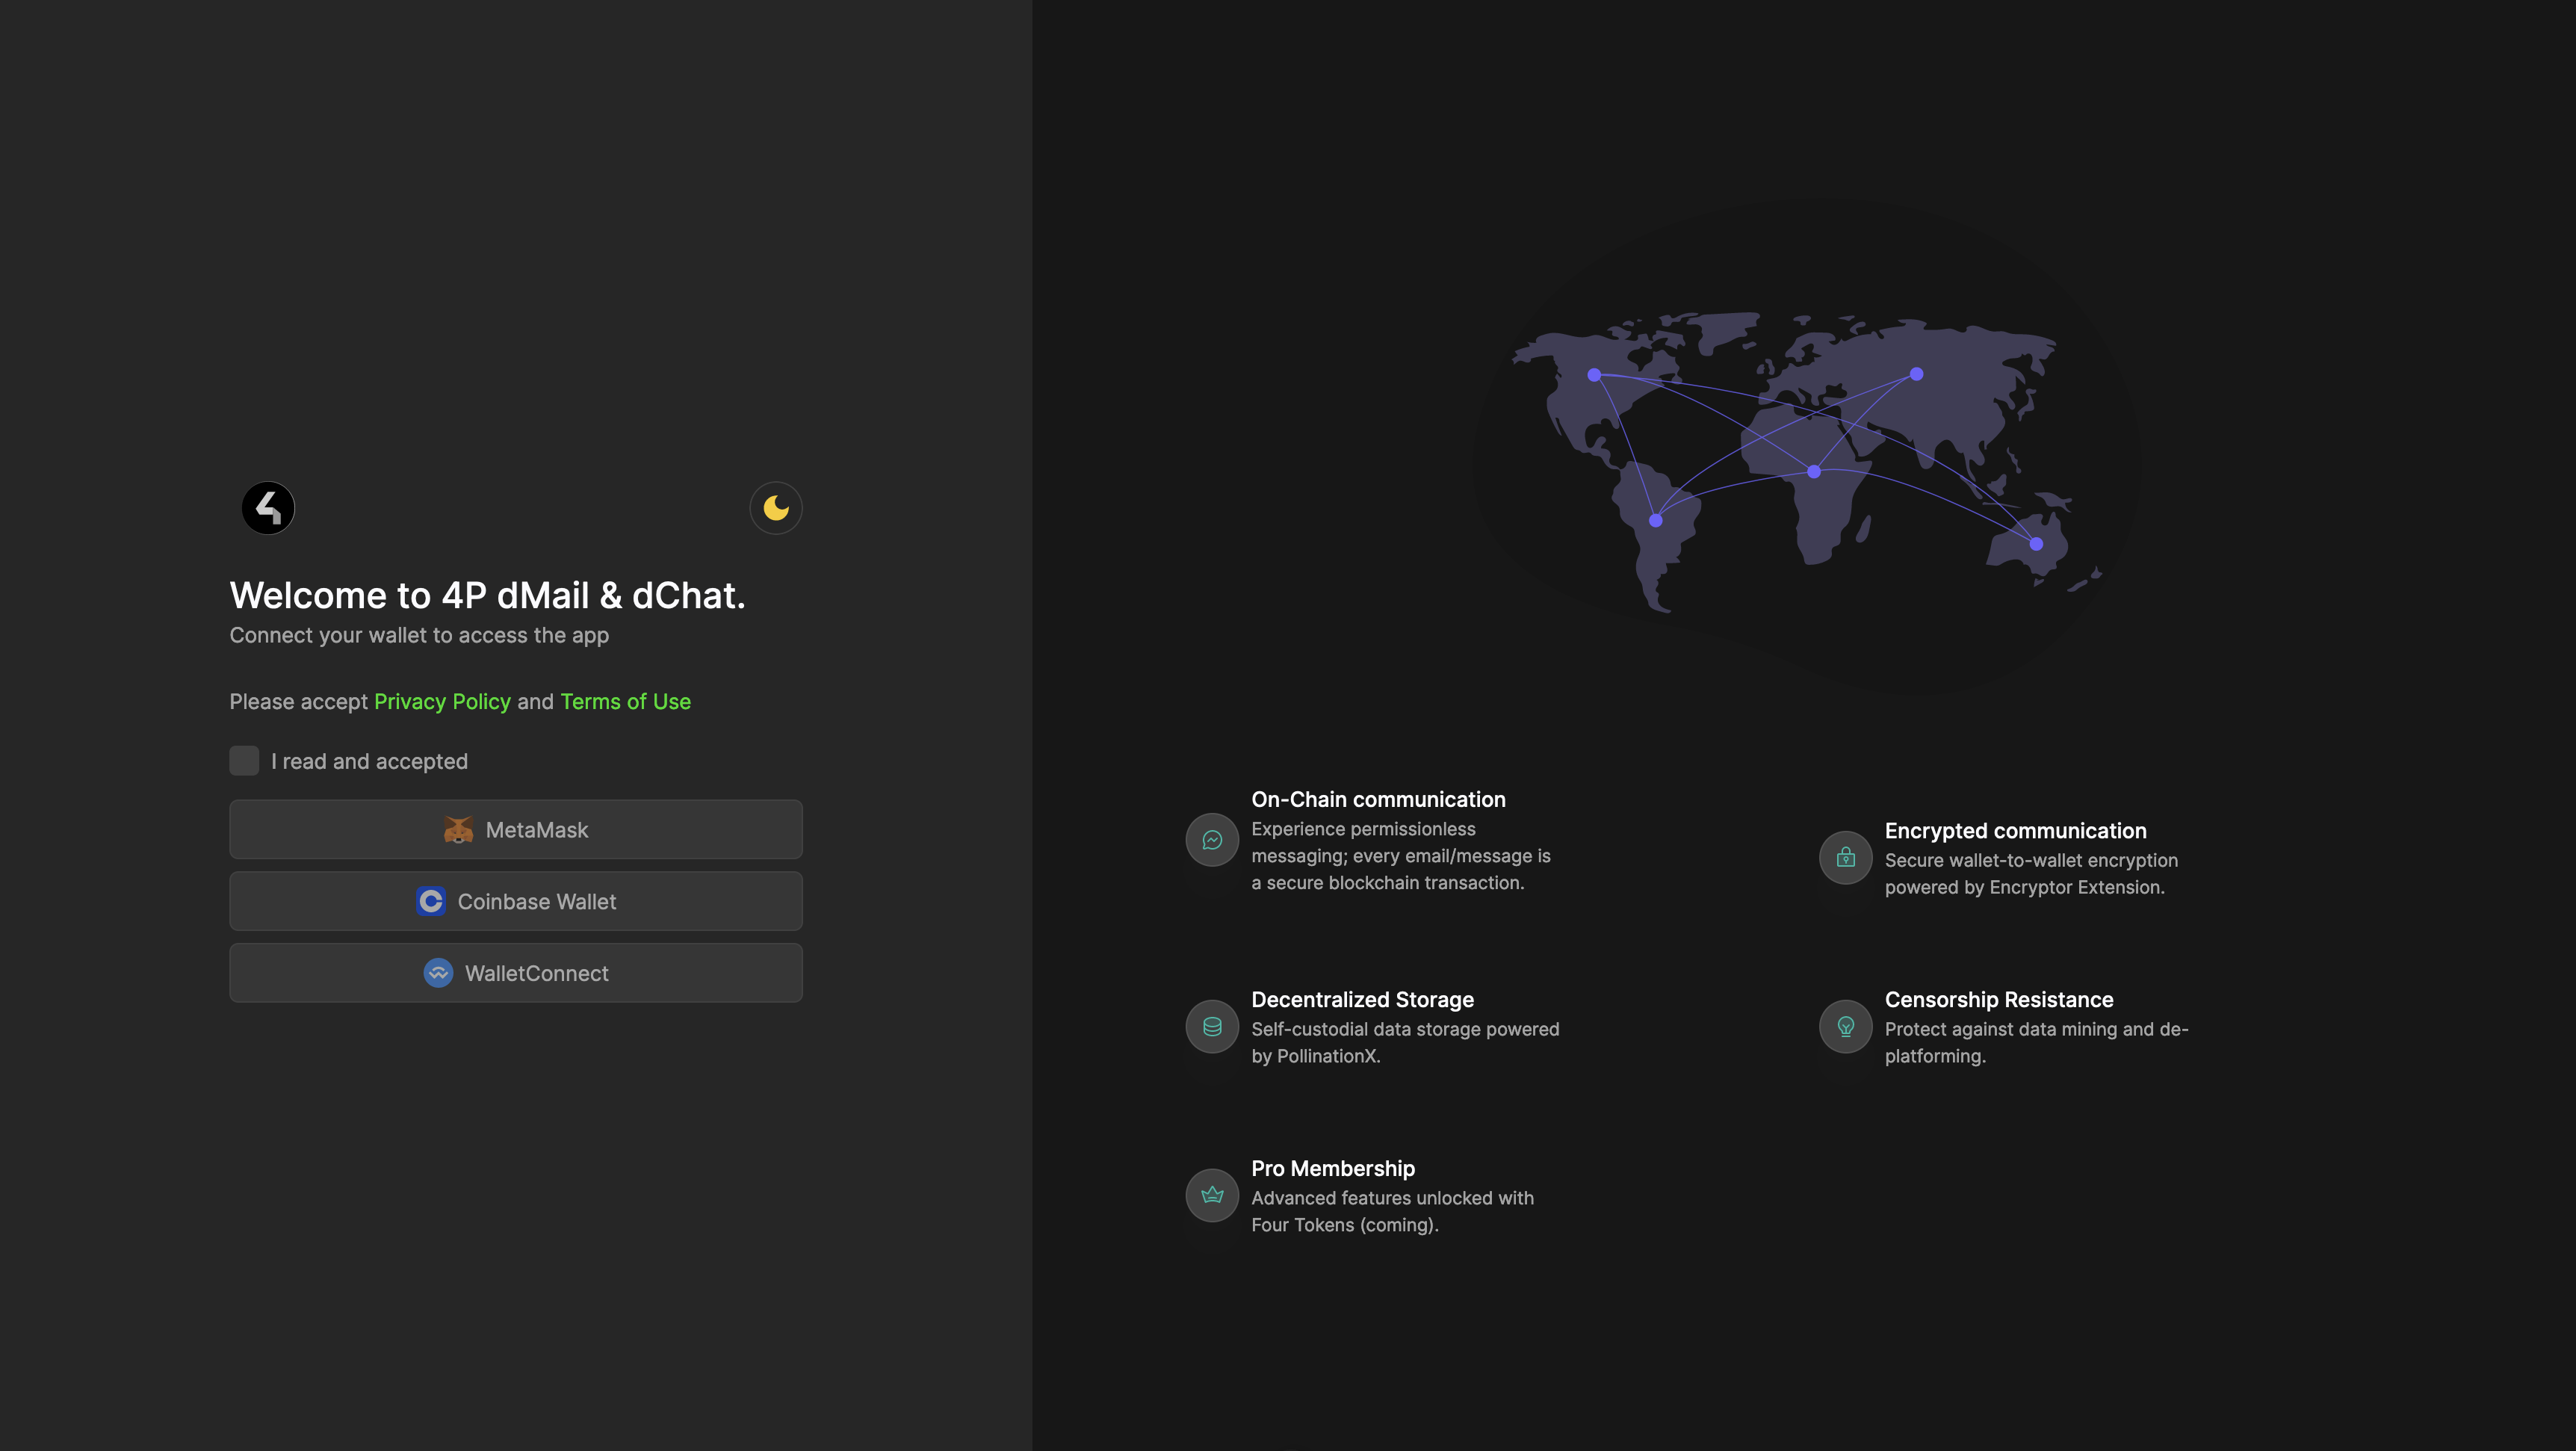 Welcome to 4P dMail & dChat.
Connect your wallet to access the app
Please accept Privacy Policy and Terms of Use
I read and accepted
MetaMask
Coinbase Wallet
WalletConnect
On-Chain communication
Experience permissionless
messaging; every email/message is
a secure blockchain transaction.
Encrypted communication
Secure wallet-to-wallet encryption
powered by Encryptor Extension.
Decentralized Storage
Self-custodial data storage powered
by PollinationX.
Censorship Resistance
Protect against data mining and de-
platforming.
Pro Membership
Advanced features unlocked with
Four Tokens (coming).